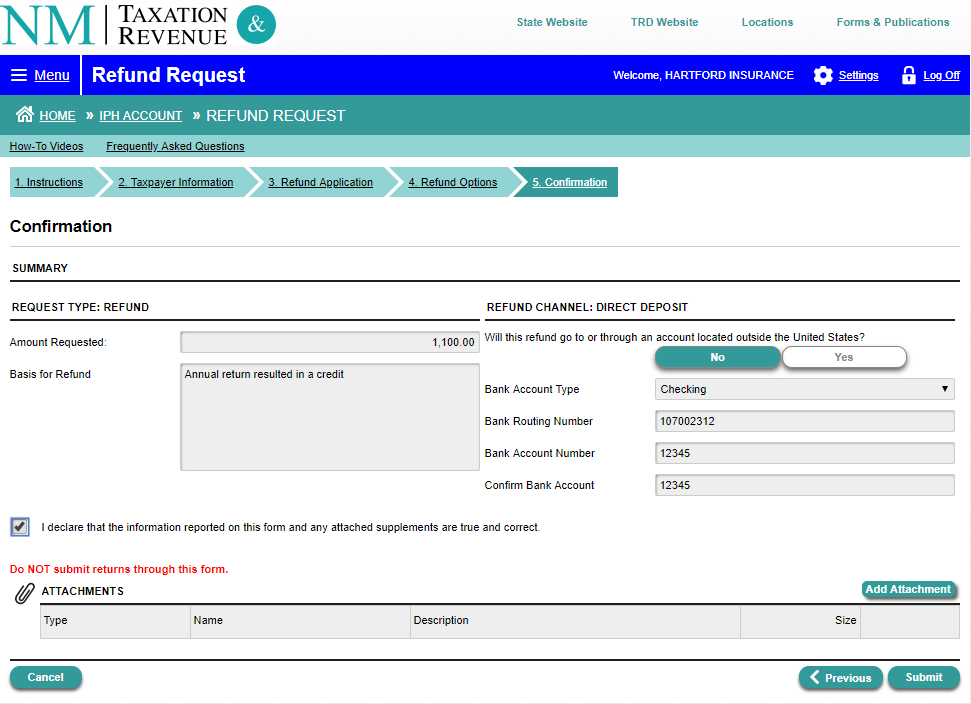 NM TAXATION & REVENUE
State Website TRD Website Locations Forms & Publications
Menu Refund Request Welcome, HARTFORD INSURANCE Settings Log Off
HOME » IPH ACCOUNT » REFUND REQUEST
How-To Videos Frequently Asked Questions
1. Instructions 2. Taxpayer Information 3. Refund Application 4. Refund Options 5. Confirmation
Confirmation
SUMMARY
REQUEST TYPE: REFUND
Amount Requested: 1,100.00
Basis for Refund Annual return resulted in a credit
REFUND CHANNEL: DIRECT DEPOSIT
Will this refund go to or through an account located outside the United States?
No Yes
Bank Account Type Checking
Bank Routing Number 107002312
Bank Account Number 12345
Confirm Bank Account 12345
I declare that the information reported on this form and any attached supplements are true and correct.
Do NOT submit returns through this form.
ATTACHMENTS Add Attachment
Type Name Description Size
Cancel Previous Submit